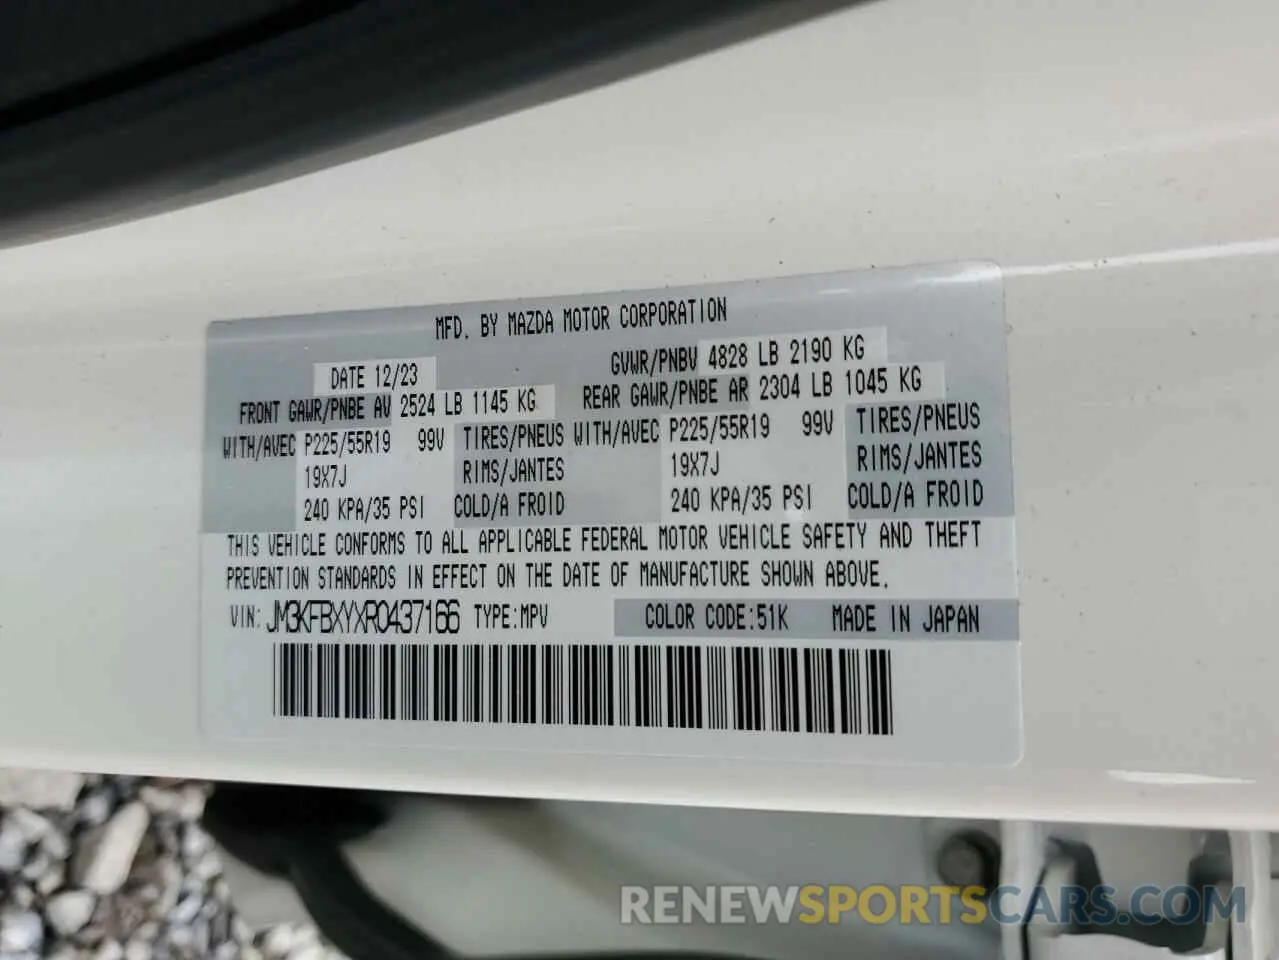 MFD. BY MAZDA MOTOR CORPORATION
DATE 12/23 GVWR/PNBV 4828 LB 2190 KG
FRONT GAWR/PNBE AV 2524 LB 1145 KG REAR GAWR/PNBE AR 2304 LB 1045 KG
WITH/AVEC P225/55R19 99V TIRES/PNEUS WITH/AVEC P225/55R19 99V TIRES/PNEUS
19X7J RIMS/JANTES 19X7J RIMS/JANTES
240 KPA/35 PSI COLD/A FROID 240 KPA/35 PSI COLD/A FROID
THIS VEHICLE CONFORMS TO ALL APPLICABLE FEDERAL MOTOR VEHICLE SAFETY AND THEFT
PREVENTION STANDARDS IN EFFECT ON THE DATE OF MANUFACTURE SHOWN ABOVE.
VIN: JM3KFBXYXR0437166 TYPE:MPV COLOR CODE:51K MADE IN JAPAN
RENEWSPORTSCARS.COM